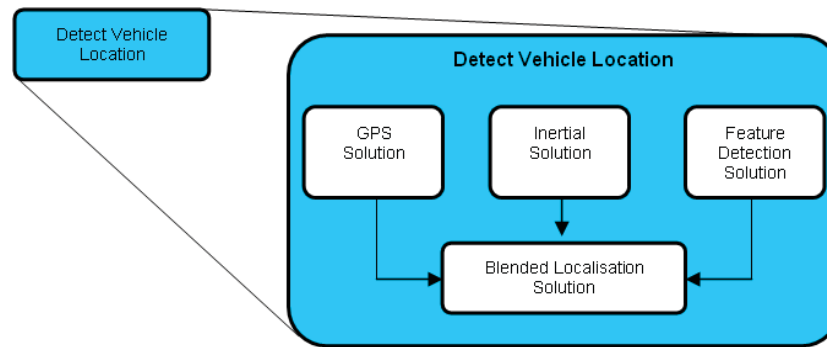 Detect Vehicle
Location
Detect Vehicle Location
GPS
Solution
Inertial
Solution
Feature
Detection
Solution
Blended Localisation
Solution